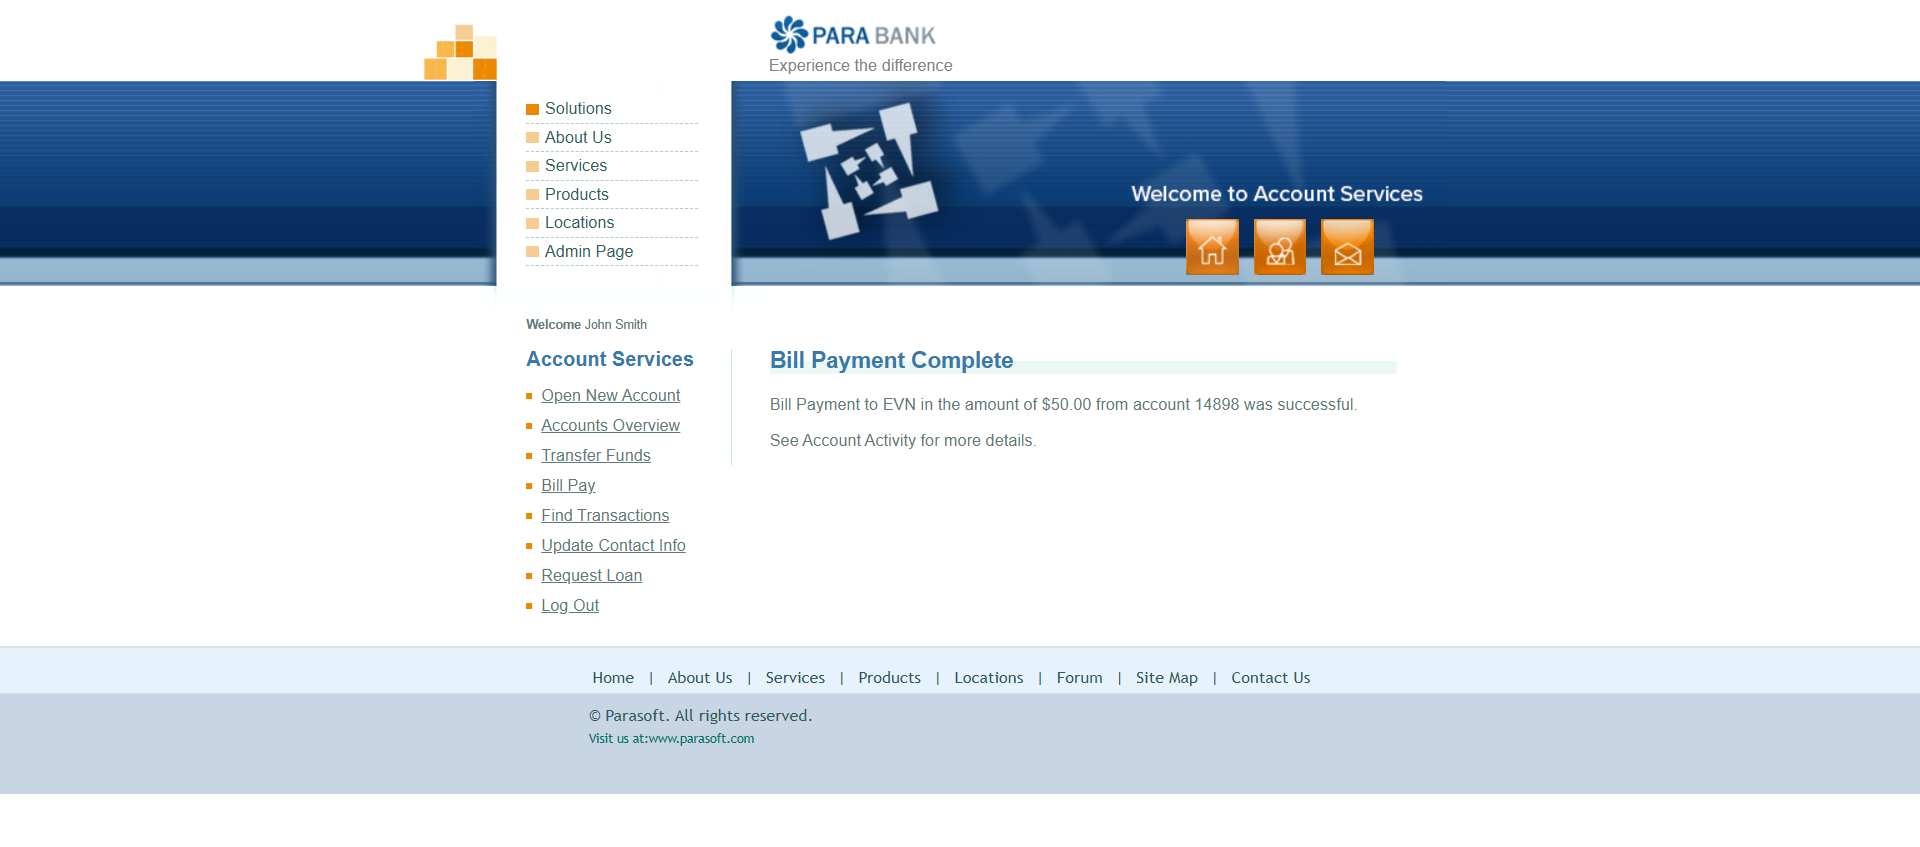 PARA BANK
Experience the difference
Solutions
About Us
Services
Products
Locations
Admin Page
Welcome to Account Services
Welcome John Smith
Account Services
Open New Account
Accounts Overview
Transfer Funds
Bill Pay
Find Transactions
Update Contact Info
Request Loan
Log Out
Bill Payment Complete
Bill Payment to EVN in the amount of $50.00 from account 14898 was successful.
See Account Activity for more details.
Home | About Us | Services | Products | Locations | Forum | Site Map | Contact Us
© Parasoft. All rights reserved.
Visit us at:www.parasoft.com